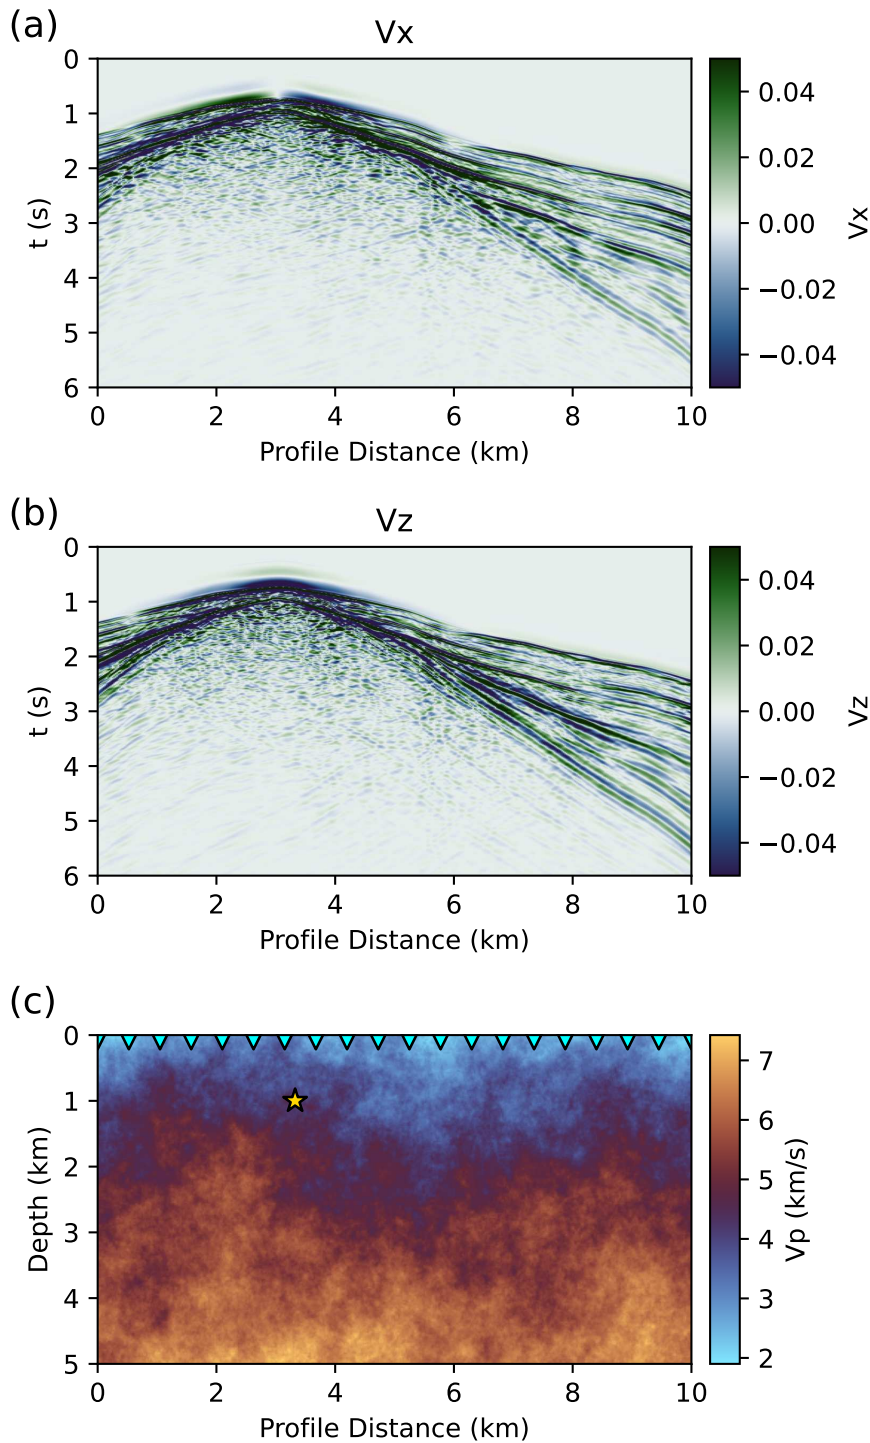 (a)
Vx
0
1
2
3
4
5
6
t (s)
0 2 4 6 8 10
Profile Distance (km)
0.04
0.02
0.00
−0.02
−0.04
Vx
(b)
Vz
0
1
2
3
4
5
6
t (s)
0 2 4 6 8 10
Profile Distance (km)
0.04
0.02
0.00
−0.02
−0.04
Vz
(c)
0
1
2
3
4
5
Depth (km)
0 2 4 6 8 10
Profile Distance (km)
7
6
5
4
3
2
Vp (km/s)